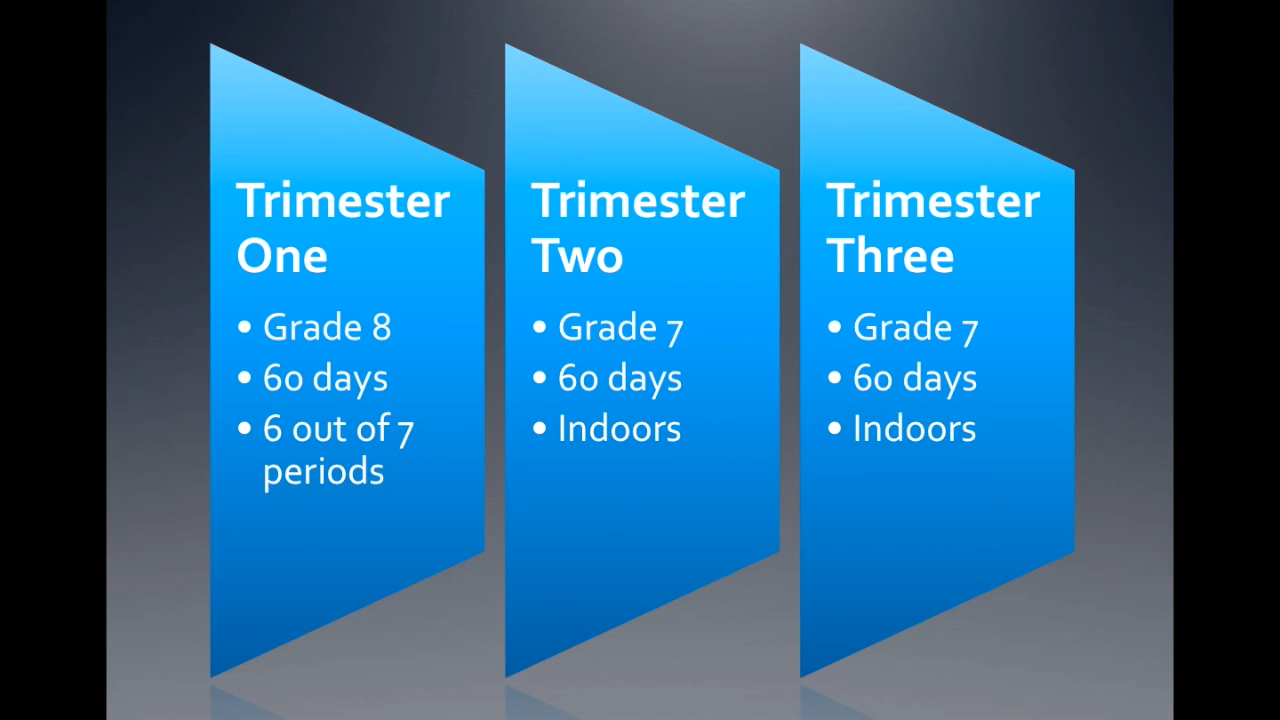 Trimester
One
• Grade 8
• 60 days
• 6 out of 7
periods
Trimester
Two
• Grade 7
• 60 days
• Indoors
Trimester
Three
• Grade 7
• 60 days
• Indoors